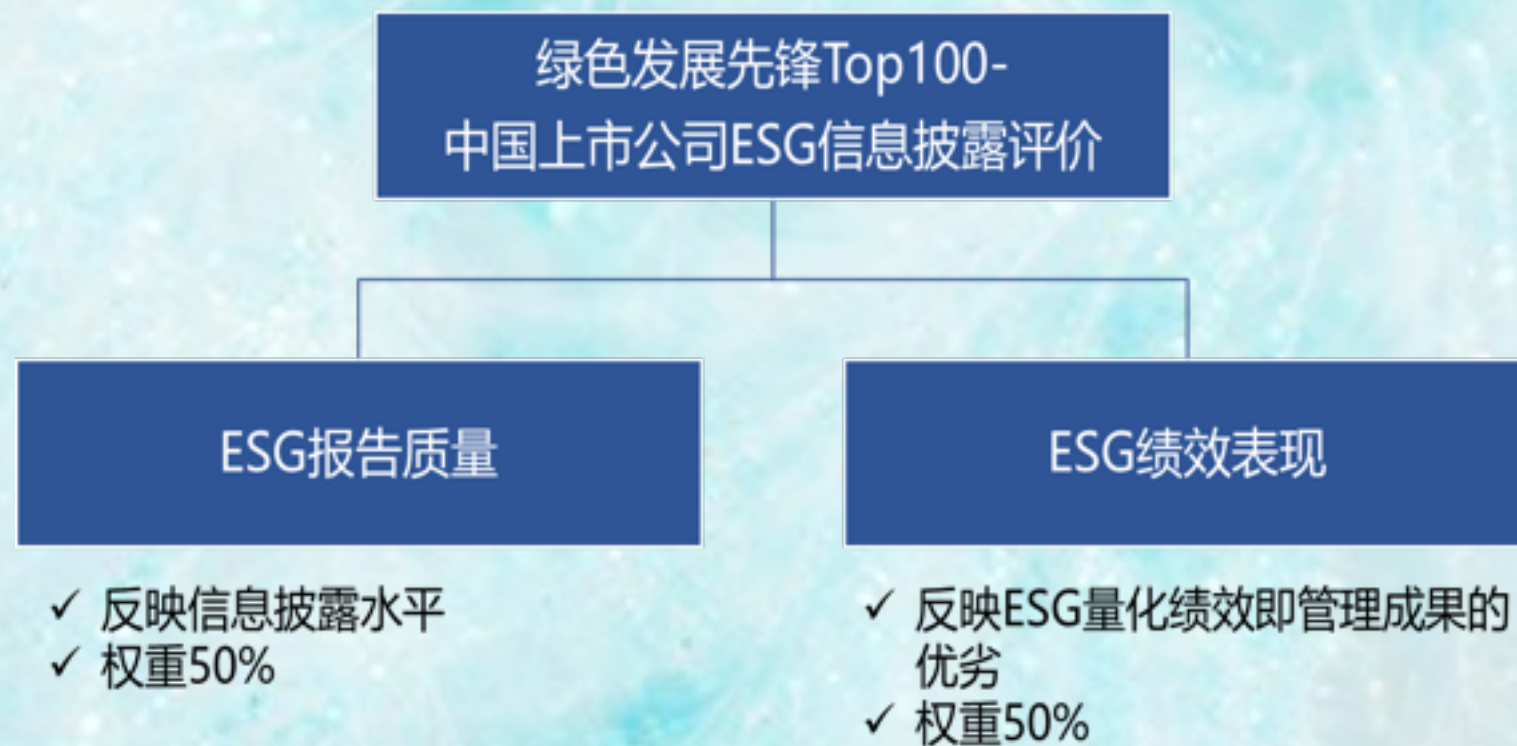 绿色发展先锋Top100-
中国上市公司ESG信息披露评价
ESG报告质量
✓ 反映信息披露水平
✓ 权重50%
ESG绩效表现
✓ 反映ESG量化绩效即管理成果的
优劣
✓ 权重50%